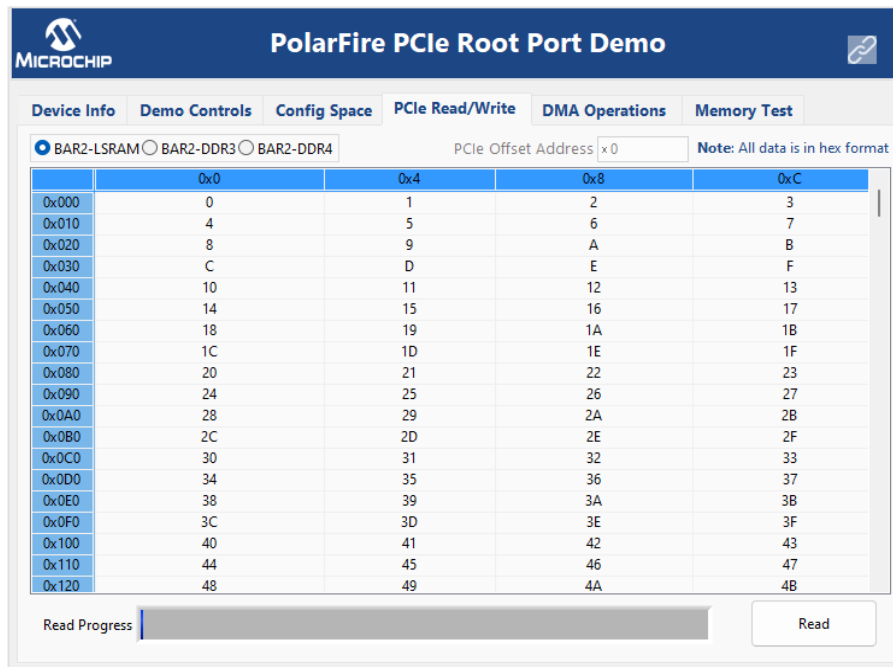 MICROCHIP
PolarFire PCIe Root Port Demo
Device Info Demo Controls Config Space PCIe Read/Write DMA Operations Memory Test
BAR2-LSRAM BAR2-DDR3 BAR2-DDR4 PCIe Offset Address x 0 Note: All data is in hex format
0x0 0x4 0x8 0xC
0x000 0 1 2 3
0x010 4 5 6 7
0x020 8 9 A B
0x030 C D E F
0x040 10 11 12 13
0x050 14 15 16 17
0x060 18 19 1A 1B
0x070 1C 1D 1E 1F
0x080 20 21 22 23
0x090 24 25 26 27
0x0A0 28 29 2A 2B
0x0B0 2C 2D 2E 2F
0x0C0 30 31 32 33
0x0D0 34 35 36 37
0x0E0 38 39 3A 3B
0x0F0 3C 3D 3E 3F
0x100 40 41 42 43
0x110 44 45 46 47
0x120 48 49 4A 4B
Read Progress Read